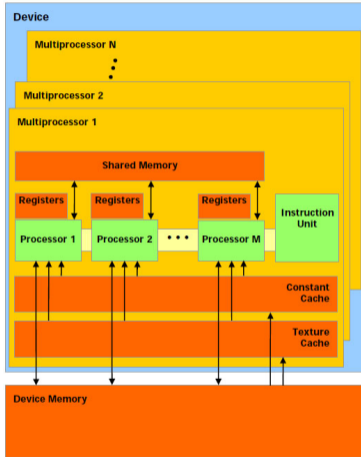 Device
Multiprocessor N
Multiprocessor 2
Multiprocessor 1
Shared Memory
Registers Registers Registers
Processor 1 Processor 2 Processor M
Instruction
Unit
Constant
Cache
Texture
Cache
Device Memory